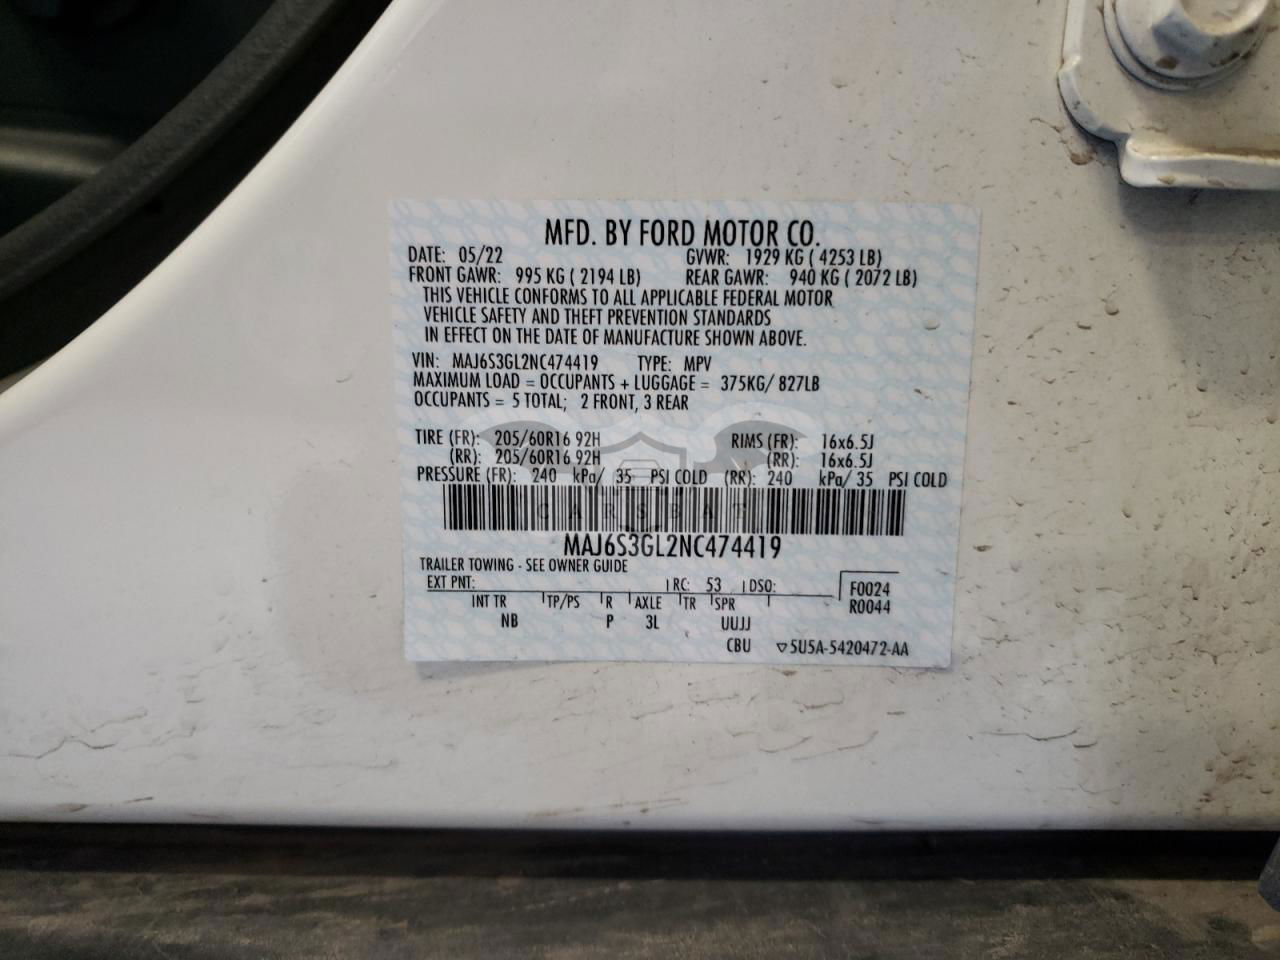 MFD. BY FORD MOTOR CO.
DATE: 05/22 GVWR: 1929 KG ( 4253 LB)
FRONT GAWR: 995 KG ( 2194 LB) REAR GAWR: 940 KG ( 2072 LB)
THIS VEHICLE CONFORMS TO ALL APPLICABLE FEDERAL MOTOR
VEHICLE SAFETY AND THEFT PREVENTION STANDARDS
IN EFFECT ON THE DATE OF MANUFACTURE SHOWN ABOVE.
VIN: MAJ6S3GL2NC474419 TYPE: MPV
MAXIMUM LOAD = OCCUPANTS + LUGGAGE = 375KG/ 827LB
OCCUPANTS = 5 TOTAL; 2 FRONT, 3 REAR
TIRE (FR): 205/60R16 92H RIMS (FR): 16x6.5J
(RR): 205/60R16 92H (RR): 16x6.5J
PRESSURE (FR): 240 kPa/ 35 PSI COLD (RR): 240 kPa/ 35 PSI COLD
CARSBAT
MAJ6S3GL2NC474419
TRAILER TOWING - SEE OWNER GUIDE
EXT PNT: RC: 53 DSO: F0024
R0044
INT TR TP/PS R AXLE TR SPR
NB P 3L UUJJ
CBU ▽5U5A-5420472-AA